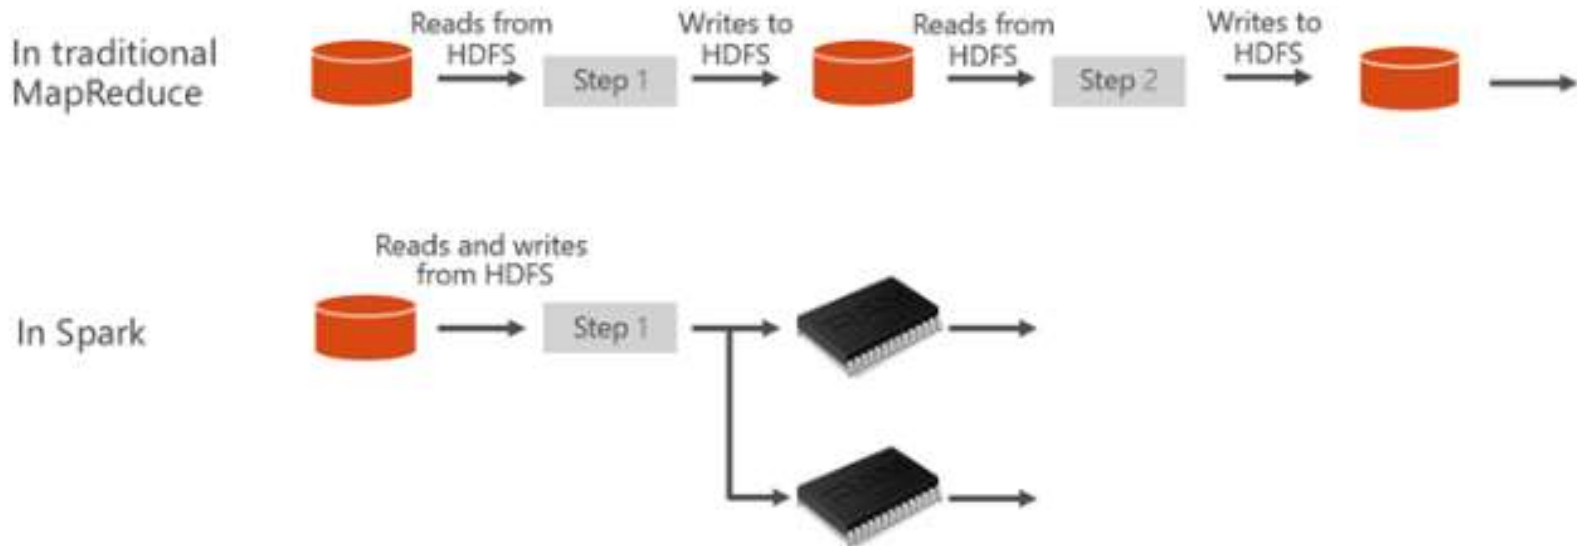 In traditional
MapReduce
Reads from
HDFS
Step 1
Writes to
HDFS
Reads from
HDFS
Step 2
Writes to
HDFS
In Spark
Reads and writes
from HDFS
Step 1